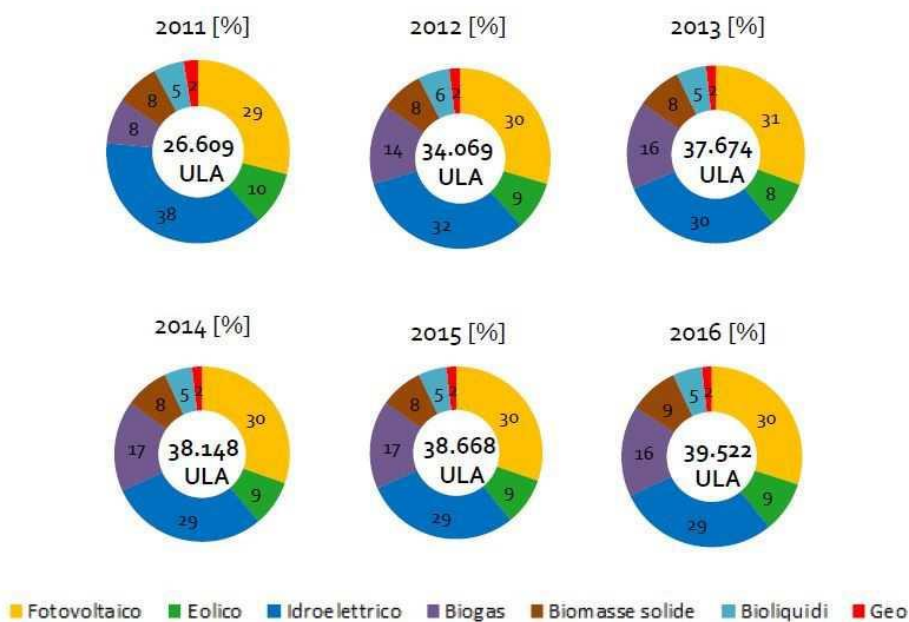 2011 [%] 2012 [%] 2013 [%]
2 5 8 8 38 10 29 26.609 ULA
2 6 8 14 32 9 30 34.069 ULA
2 5 8 16 30 8 31 37.674 ULA
2014 [%] 2015 [%] 2016 [%]
2 5 8 17 29 9 30 38.148 ULA
2 5 8 17 29 9 30 38.668 ULA
2 5 9 16 29 9 30 39.522 ULA
Fotovoltaico Eolico Idroelettrico Biogas Biomasse solide Bioliquidi Geo